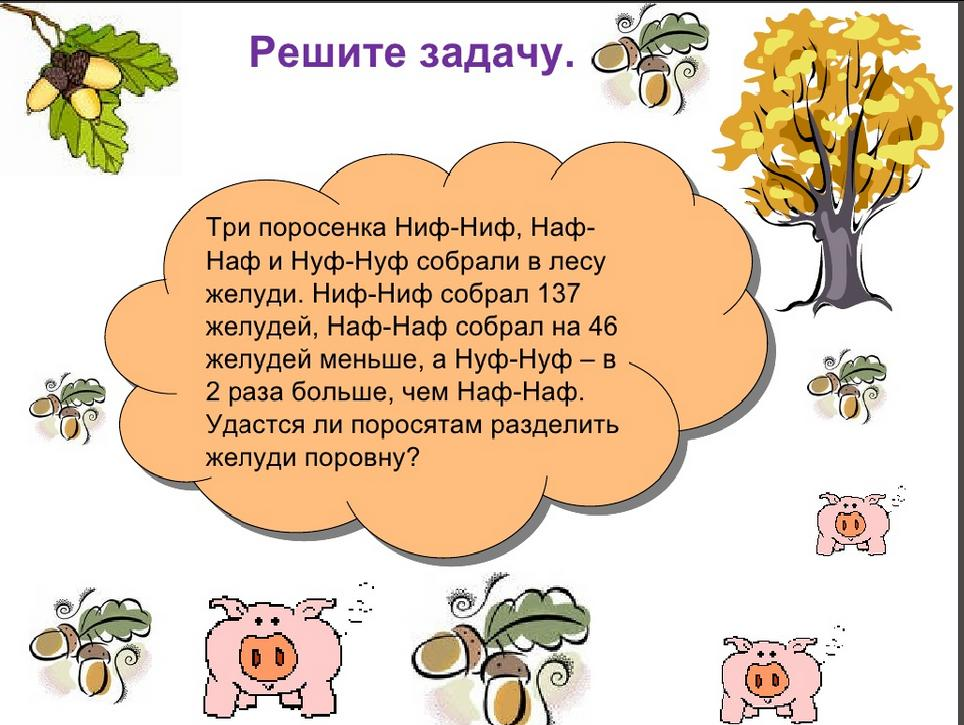 Решите задачу.
Три поросенка Ниф-Ниф, Наф-
Наф и Нуф-Нуф собрали в лесу
желуди. Ниф-Ниф собрал 137
желудей, Наф-Наф собрал на 46
желудей меньше, а Нуф-Нуф – в
2 раза больше, чем Наф-Наф.
Удастся ли поросятам разделить
желуди поровну?